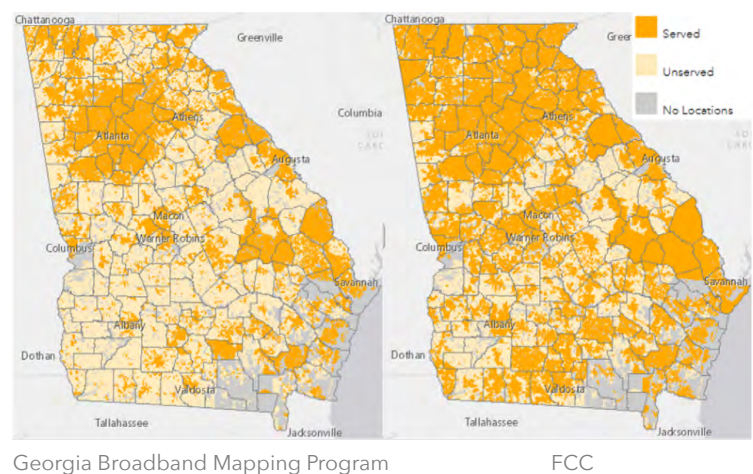 Chattanooga
Greenville
Columbia
Athens
Atlanta
Augusta
Macon
Columbus
Warner Robins
Savannah
Albany
Dothan
Valdosta
Tallahassee
Jacksonville
Georgia Broadband Mapping Program
Chattanooga
Greer
Served
Unserved
No Locations
Athens
Atlanta
Augusta
Macon
Columbus
Warner Robins
Savannah
Albany
Dothan
Valdosta
Tallahassee
Jacksonville
FCC